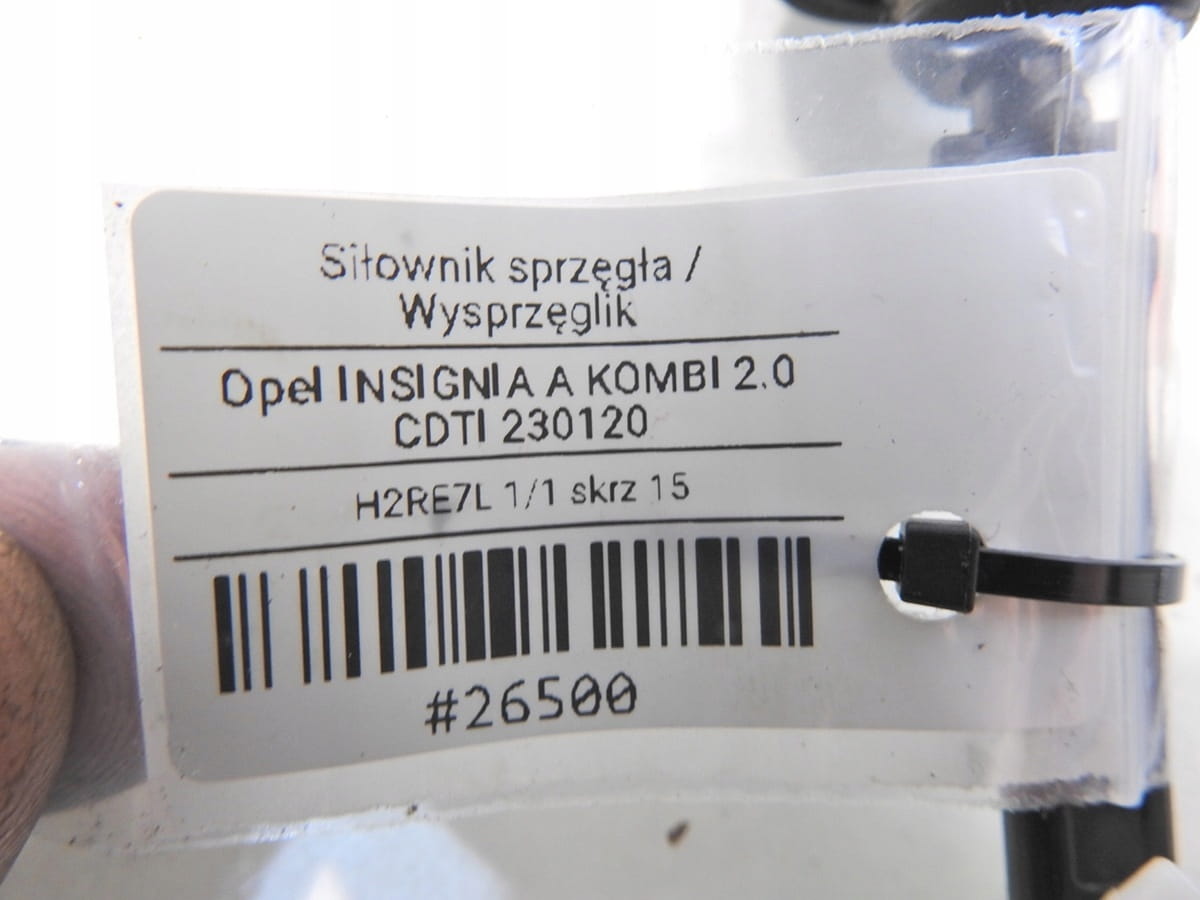 Siłownik sprzęgła /
Wysprzęglik
Opel INSIGNIA A KOMBI 2.0
CDTI 230120
H2RE7L 1/1 skrz 15
#26500